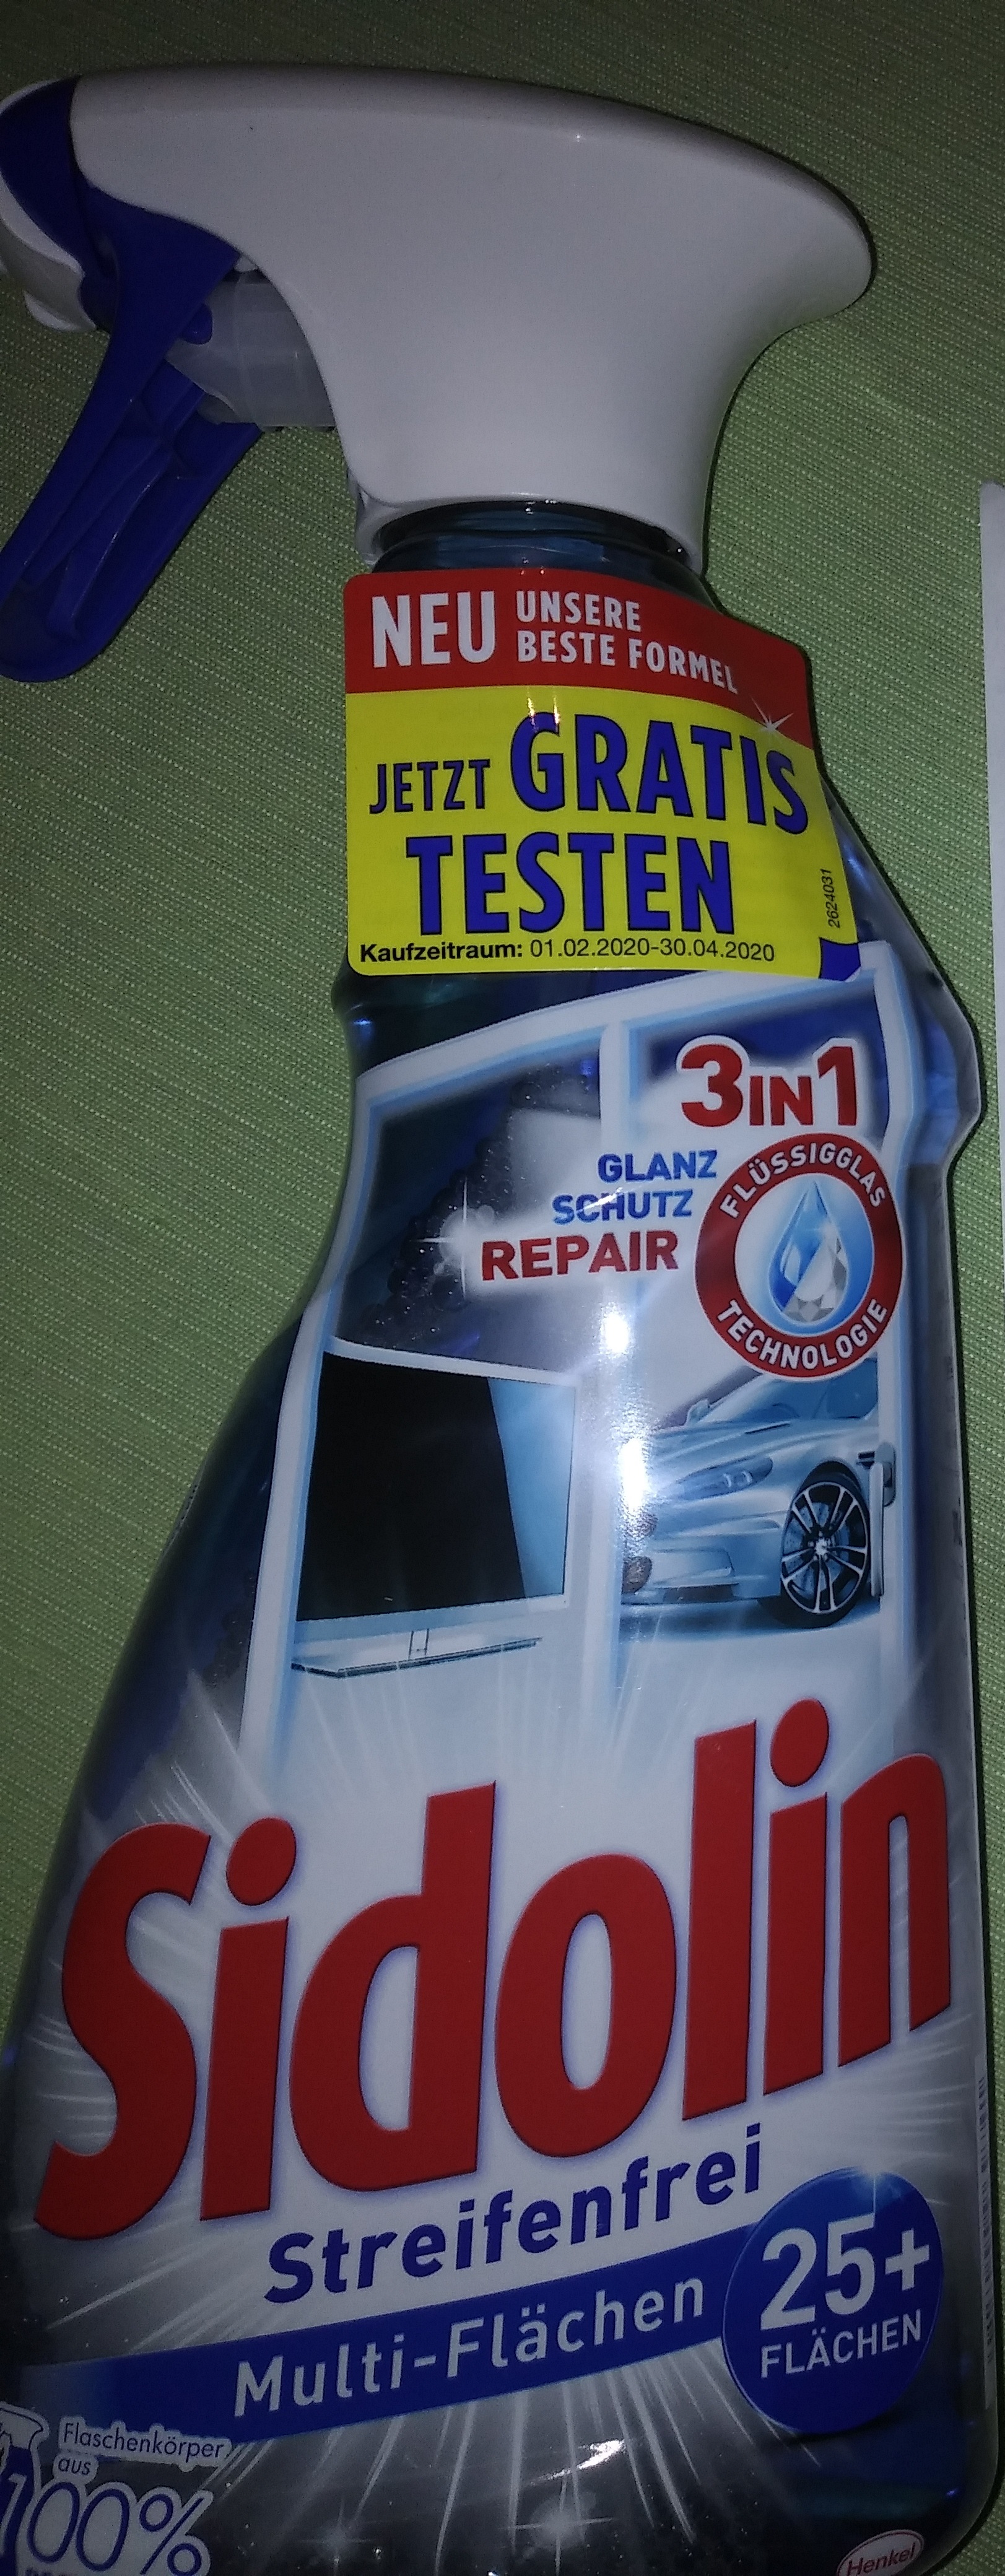 NEU UNSERE
BESTE FORMEL
JETZT GRATIS
TESTEN
2624031
Kaufzeitraum: 01.02.2020-30.04.2020
3IN1
GLANZ
SCHUTZ
REPAIR
FLÜSSIGGLAS
TECHNOLOGIE
Sidolin
Streifenfrei
Multi-Flächen
25+
FLÄCHEN
Flaschenkörper
aus
100%
Henkel